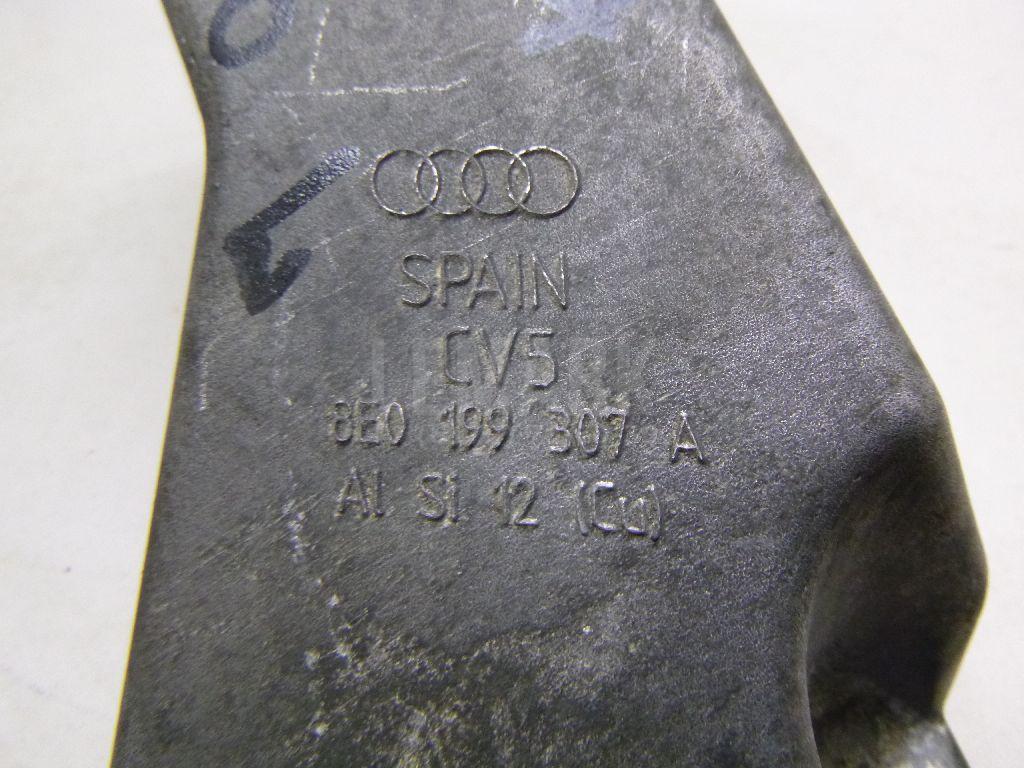 SPAIN
CV5
8E0 199 307 A
Al Si 12 (Cu)